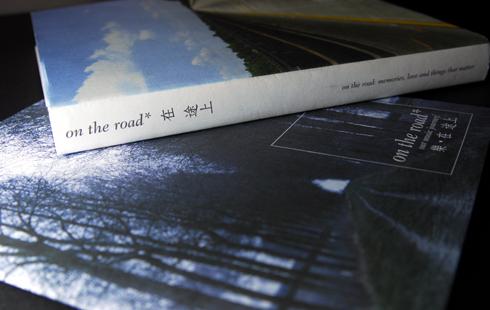 on the road* 在 途 上
on the road: memories, love and things that matter
on the road*
樂・在 途 上